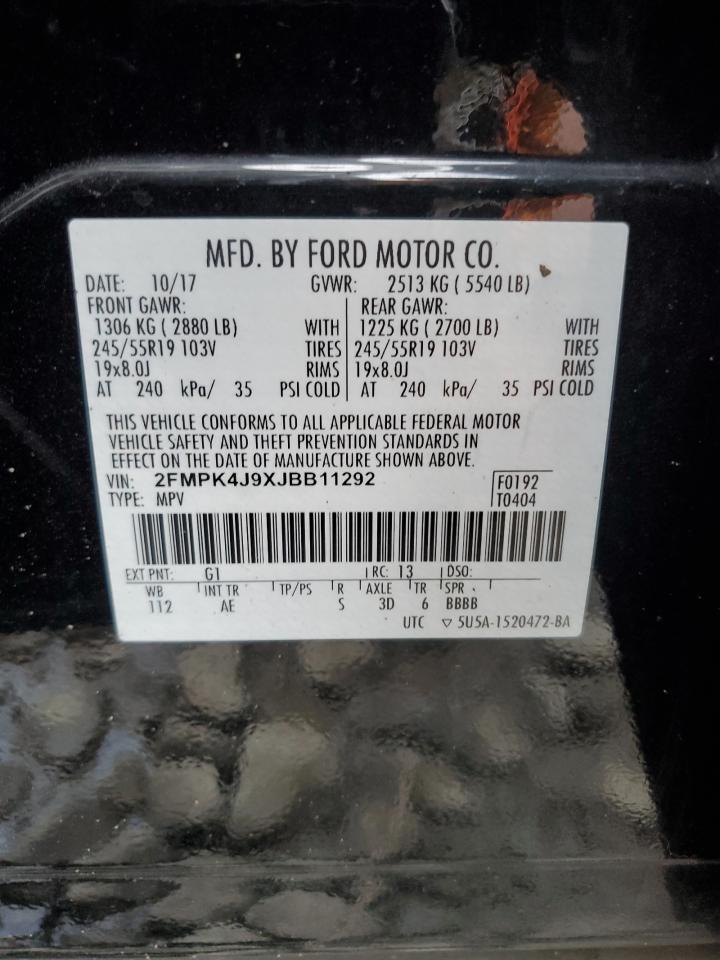 MFD. BY FORD MOTOR CO.
DATE: 10/17 GVWR: 2513 KG ( 5540 LB)
FRONT GAWR: REAR GAWR:
1306 KG ( 2880 LB) WITH 1225 KG ( 2700 LB) WITH
245/55R19 103V TIRES 245/55R19 103V TIRES
19x8.0J RIMS 19x8.0J RIMS
AT 240 kPa/ 35 PSI COLD AT 240 kPa/ 35 PSI COLD
THIS VEHICLE CONFORMS TO ALL APPLICABLE FEDERAL MOTOR
VEHICLE SAFETY AND THEFT PREVENTION STANDARDS IN
EFFECT ON THE DATE OF MANUFACTURE SHOWN ABOVE.
VIN: 2FMPK4J9XJBB11292 F0192
TYPE: MPV T0404
EXT PNT: G1 RC: 13 DSO:
WB INT TR TP/PS R AXLE TR SPR
112 AE S 3D 6 BBBB
UTC ▽ 5U5A-1520472-BA